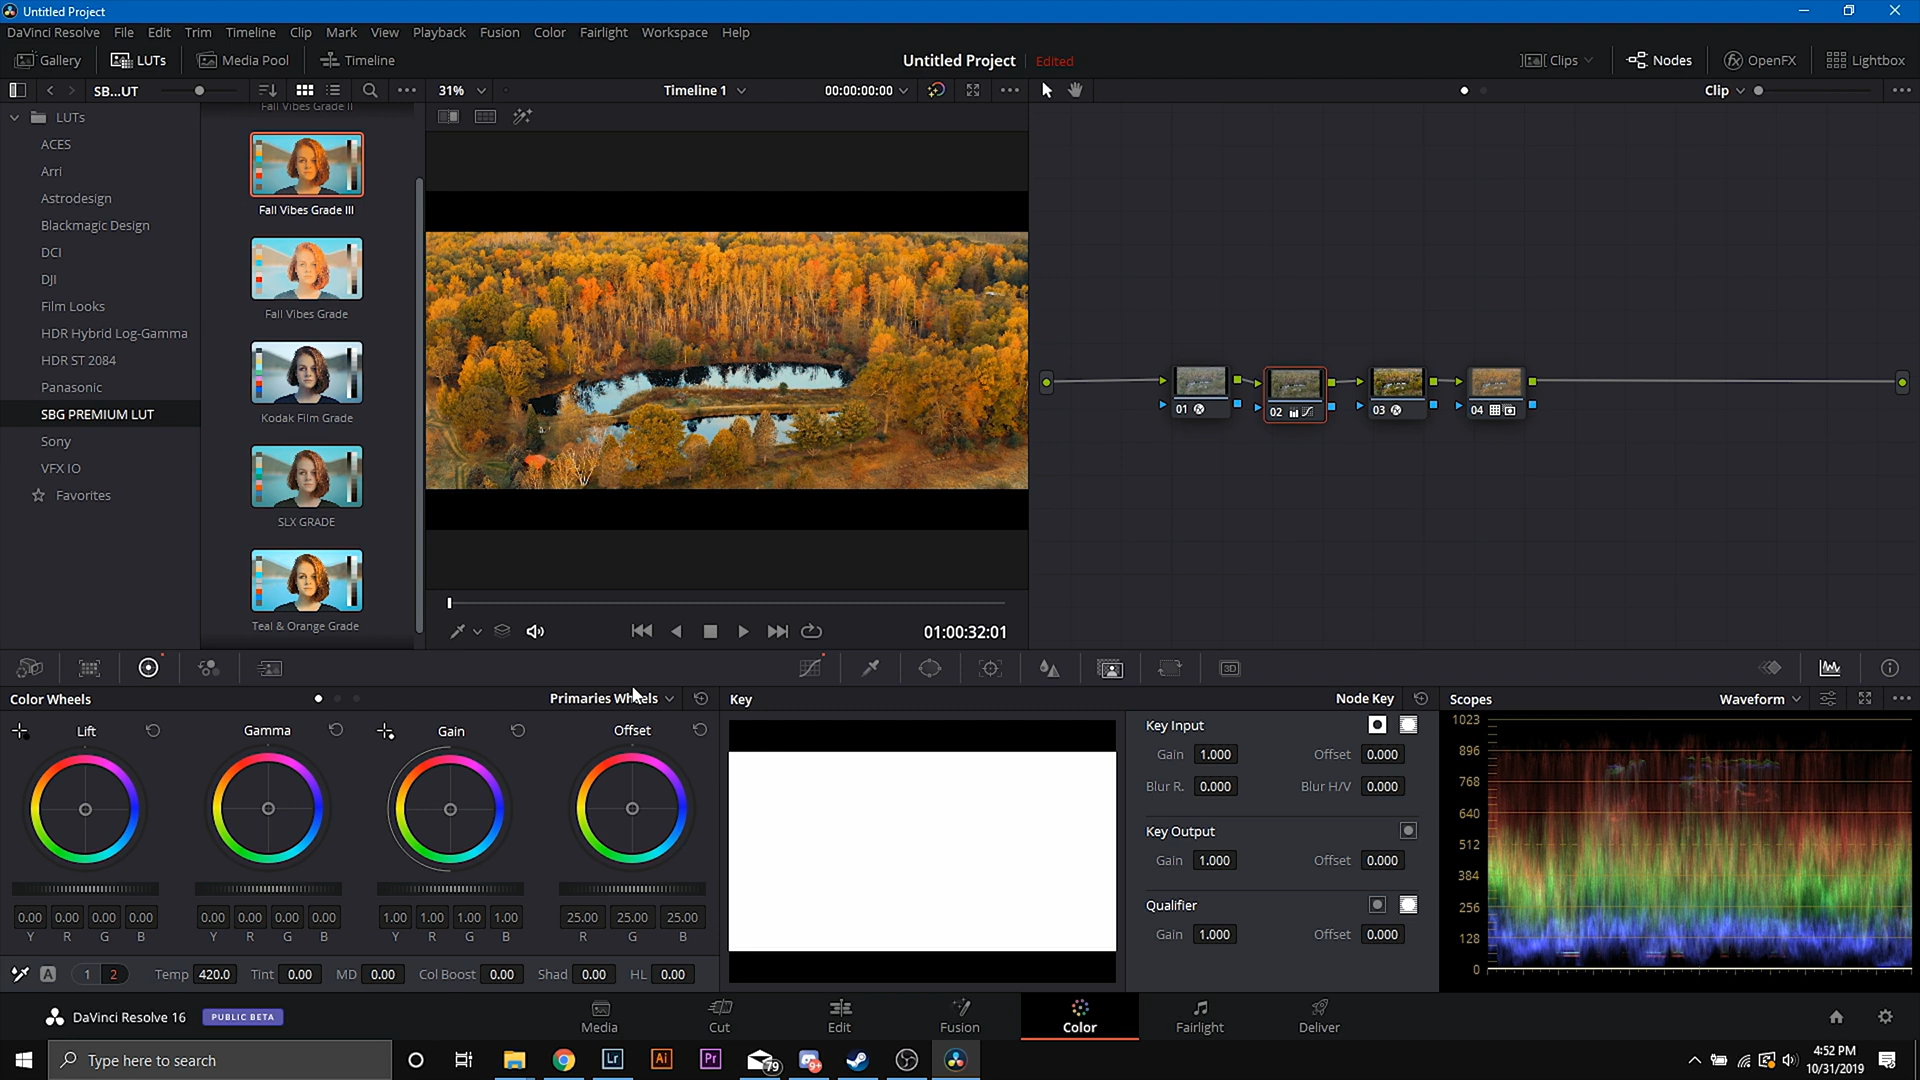 Untitled Project
DaVinci Resolve File Edit Trim Timeline Clip Mark View Playback Fusion Color Fairlight Workspace Help
Gallery LUTs Media Pool Timeline Untitled Project Edited Clips Nodes OpenFX Lightbox
SB...UT 31% Timeline 1 00:00:00:00 Clip
LUTs
ACES
Arri
Astrodesign
Blackmagic Design
DCI
DJI
Film Looks
HDR Hybrid Log-Gamma
HDR ST 2084
Panasonic
SBG PREMIUM LUT
Sony
VFX IO
Favorites
Fall Vibes Grade II
Fall Vibes Grade III
Fall Vibes Grade
Kodak Film Grade
SLX GRADE
Teal & Orange Grade
01 02 03 04
01:00:32:01
3D
Color Wheels Primaries Wheels
Lift Gamma Gain Offset
0.00 0.00 0.00 0.00 0.00 0.00 0.00 0.00 1.00 1.00 1.00 1.00 25.00 25.00 25.00
Y R G B Y R G B Y R G B R G B
A 1 2 Temp 420.0 Tint 0.00 MD 0.00 Col Boost 0.00 Shad 0.00 HL 0.00
Key Node Key
Key Input
Gain 1.000 Offset 0.000
Blur R. 0.000 Blur H/V 0.000
Key Output
Gain 1.000 Offset 0.000
Qualifier
Gain 1.000 Offset 0.000
Scopes Waveform
1023
896
768
640
512
384
256
128
0
DaVinci Resolve 16 PUBLIC BETA Media Cut Edit Fusion Color Fairlight Deliver
Type here to search Lr Ai Pr 79 9+
4:52 PM
10/31/2019